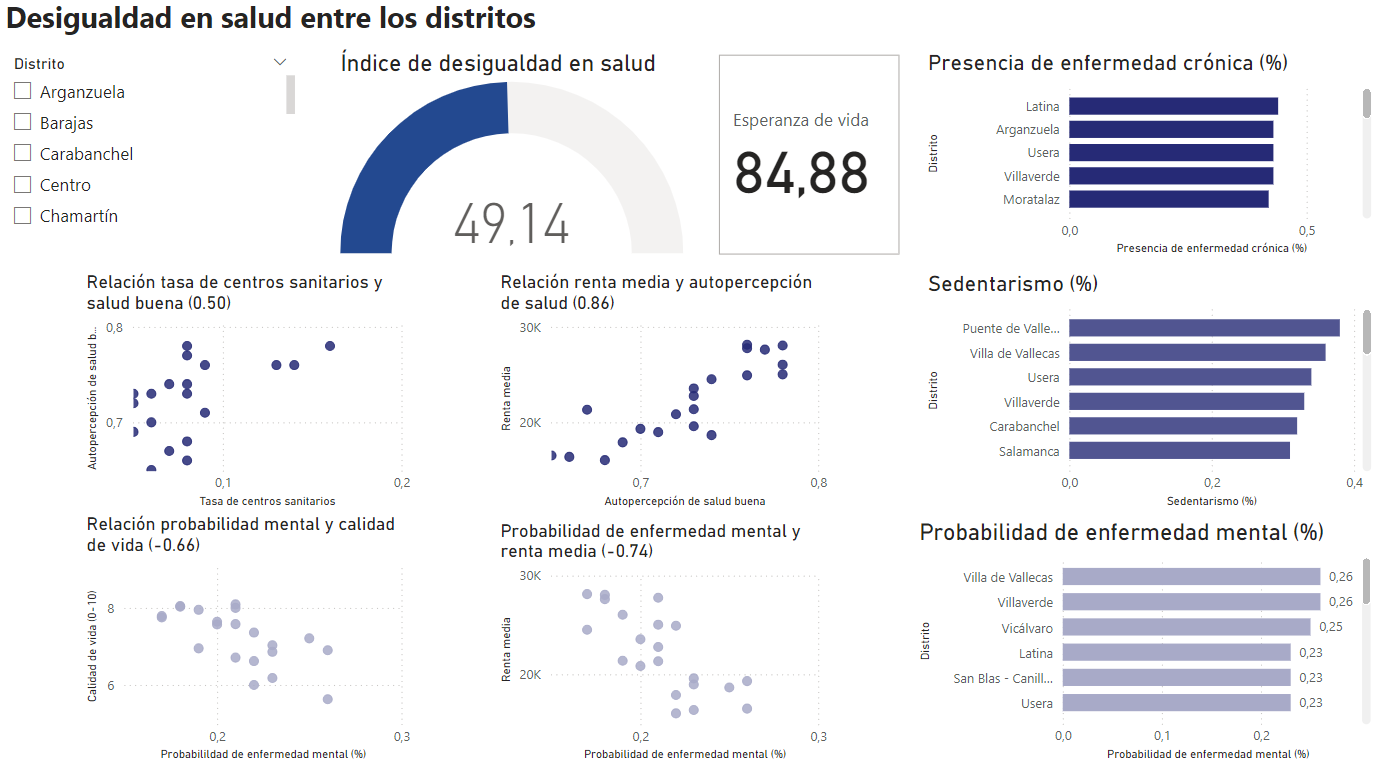 Desigualdad en salud entre los distritos
Distrito
Arganzuela
Barajas
Carabanchel
Centro
Chamartín
Índice de desigualdad en salud
49,14
Esperanza de vida
84,88
Presencia de enfermedad crónica (%)
Distrito
Latina
Arganzuela
Usera
Villaverde
Moratalaz
0,0
0,5
Presencia de enfermedad crónica (%)
Relación tasa de centros sanitarios y
salud buena (0.50)
Autopercepción de salud b...
0,8
0,7
0,1
0,2
Tasa de centros sanitarios
Relación renta media y autopercepción
de salud (0.86)
Renta media
30K
20K
0,7
0,8
Autopercepción de salud buena
Sedentarismo (%)
Distrito
Puente de Valle...
Villa de Vallecas
Usera
Villaverde
Carabanchel
Salamanca
0,0
0,2
0,4
Sedentarismo (%)
Relación probabilidad mental y calidad
de vida (-0.66)
Calidad de vida (0-10)
8
6
0,2
0,3
Probabilildad de enfermedad mental (%)
Probabilidad de enfermedad mental y
renta media (-0.74)
Renta media
30K
20K
0,2
0,3
Probabilidad de enfermedad mental (%)
Probabilidad de enfermedad mental (%)
Distrito
Villa de Vallecas 0,26
Villaverde 0,26
Vicálvaro 0,25
Latina 0,23
San Blas - Canill... 0,23
Usera 0,23
0,0
0,1
0,2
Probabilidad de enfermedad mental (%)